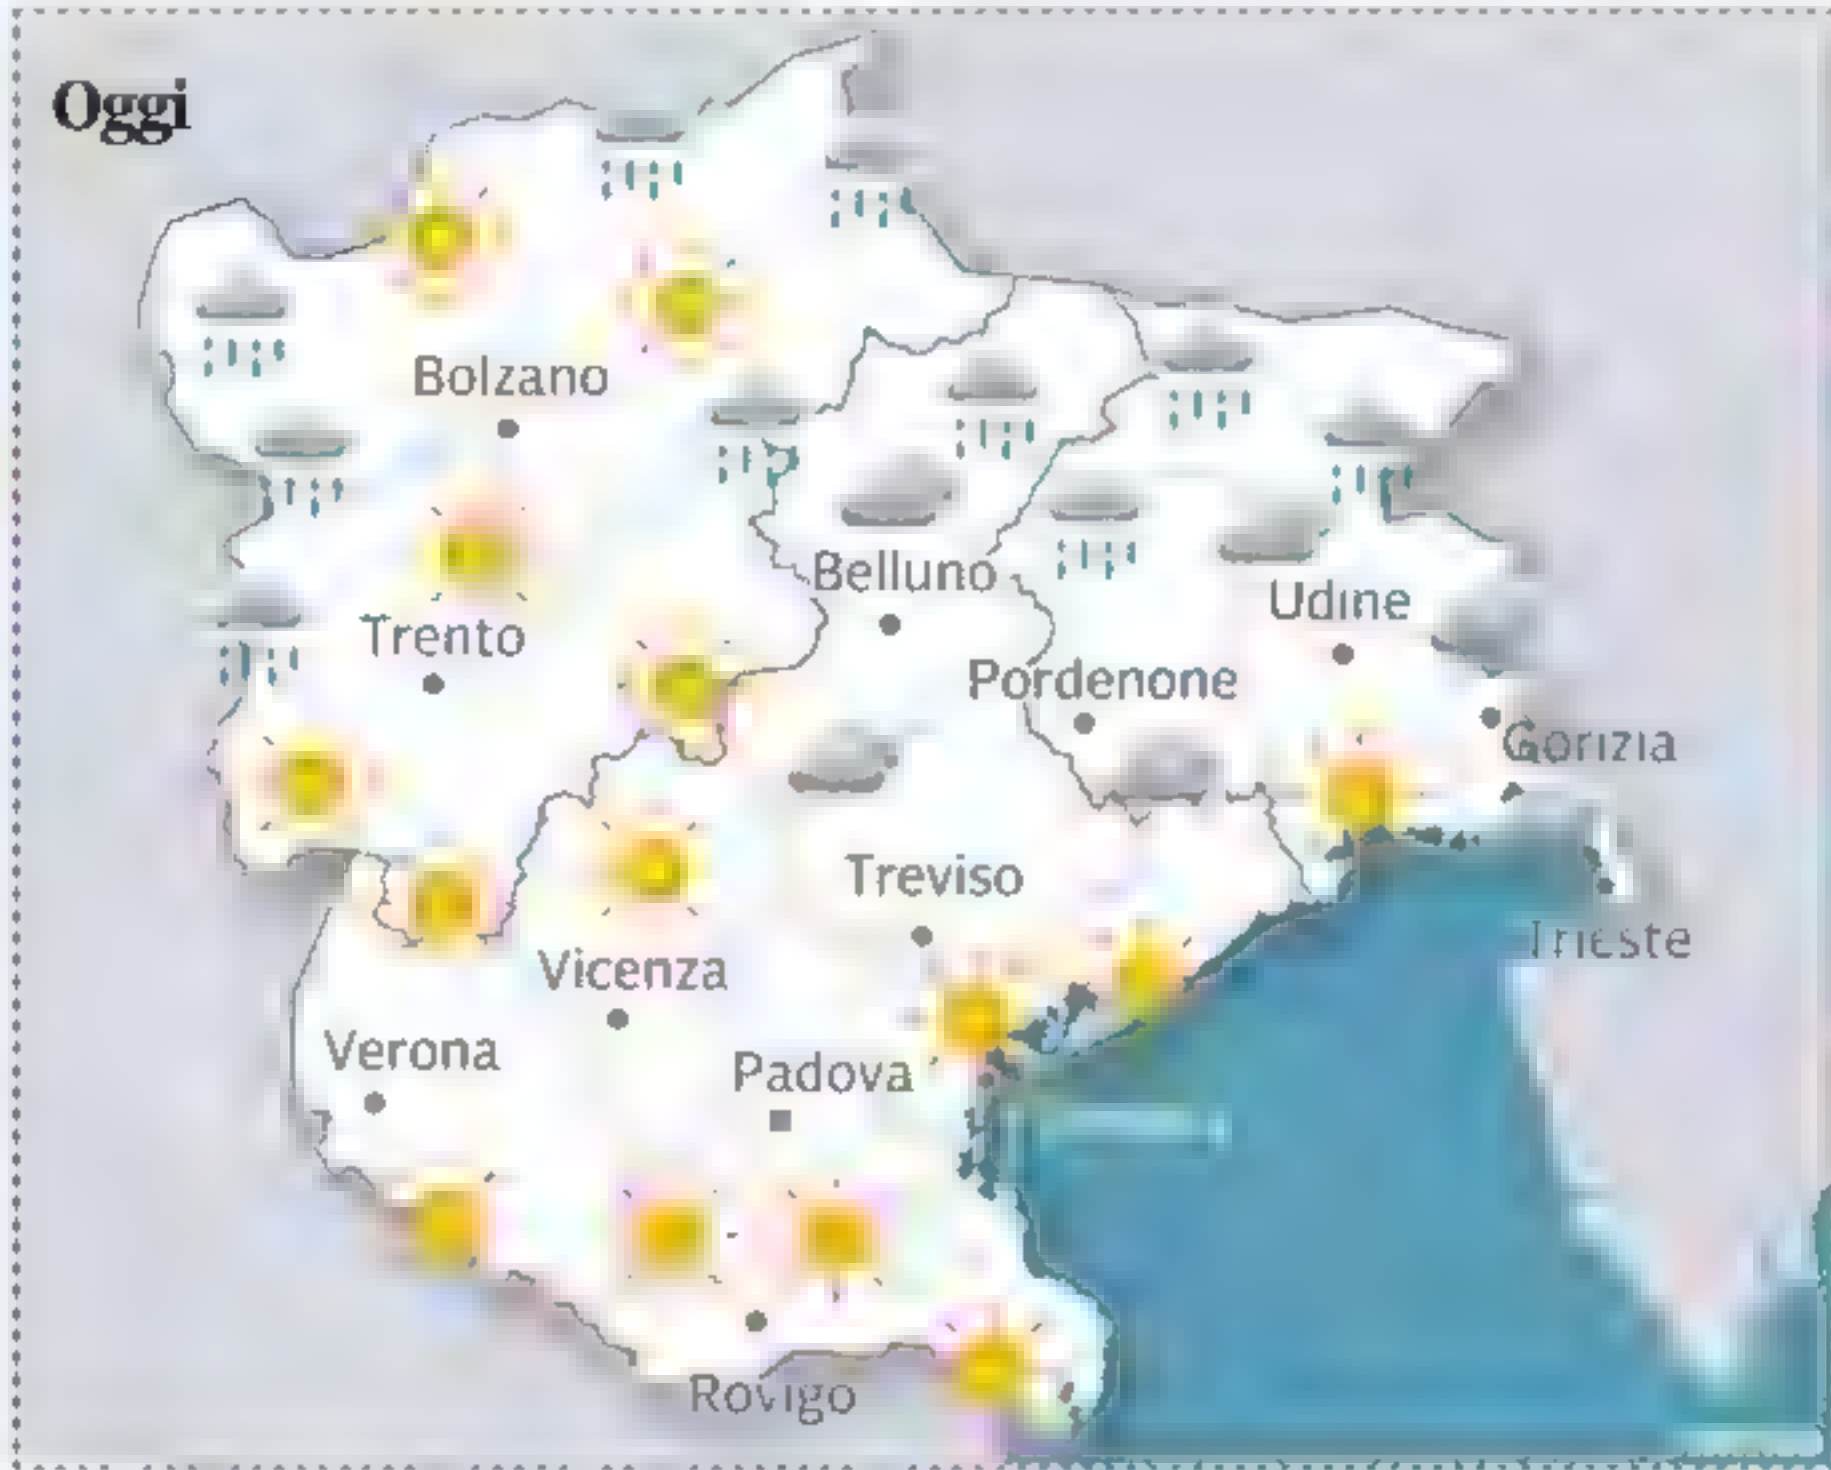 Oggi
Bolzano
Belluno
Udine
Trento
Pordenone
Gorizia
Treviso
Trieste
Vicenza
Verona
Padova
Rovigo